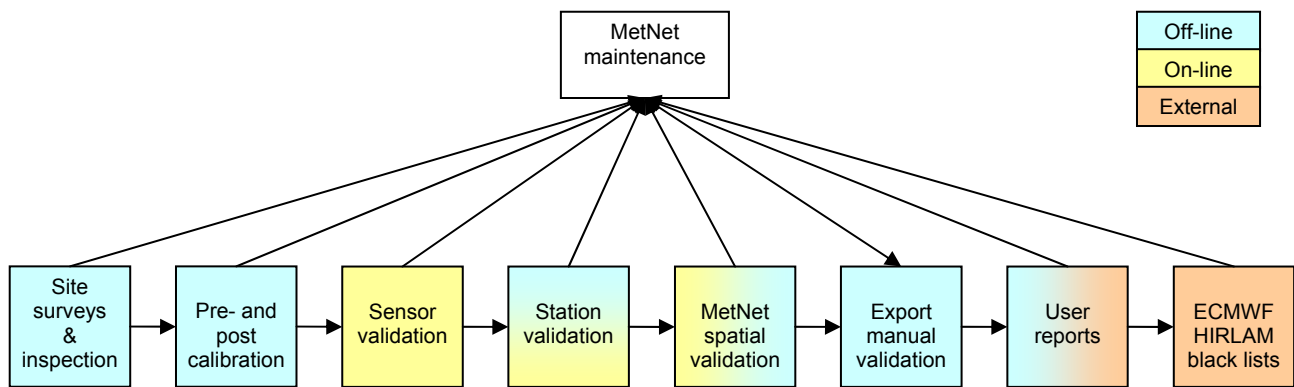 MetNet
maintenance
Off-line
On-line
External
Site
surveys
&
inspection
Pre- and
post
calibration
Sensor
validation
Station
validation
MetNet
spatial
validation
Export
manual
validation
User
reports
ECMWF
HIRLAM
black lists